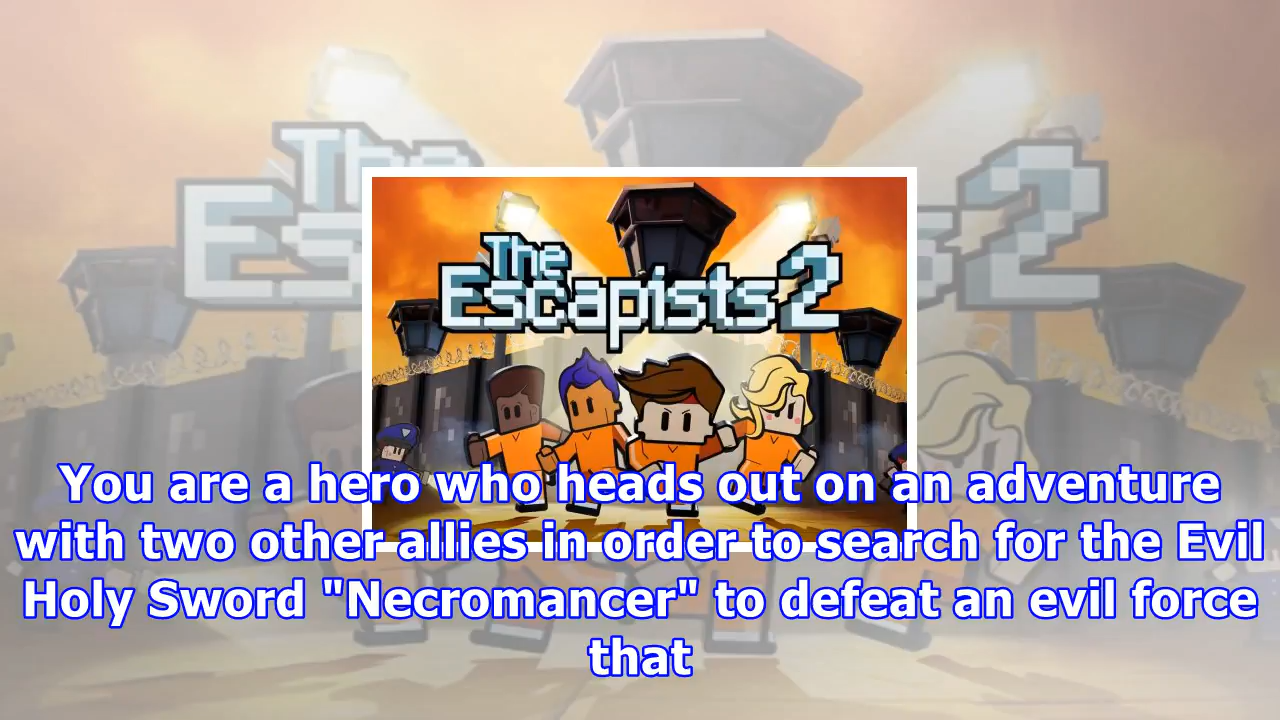 The
Escapists 2
You are a hero who heads out on an adventure
with two other allies in order to search for the Evil
Holy Sword "Necromancer" to defeat an evil force
that